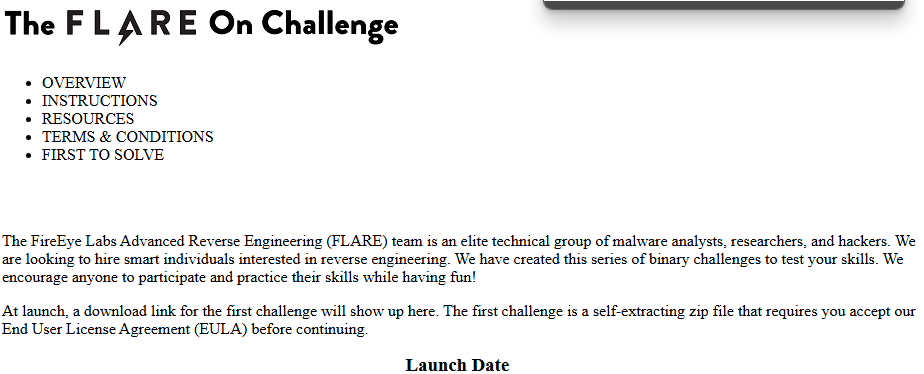 The FLARE On Challenge
OVERVIEW
INSTRUCTIONS
RESOURCES
TERMS & CONDITIONS
FIRST TO SOLVE
The FireEye Labs Advanced Reverse Engineering (FLARE) team is an elite technical group of malware analysts, researchers, and hackers. We
are looking to hire smart individuals interested in reverse engineering. We have created this series of binary challenges to test your skills. We
encourage anyone to participate and practice their skills while having fun!
At launch, a download link for the first challenge will show up here. The first challenge is a self-extracting zip file that requires you accept our
End User License Agreement (EULA) before continuing.
Launch Date